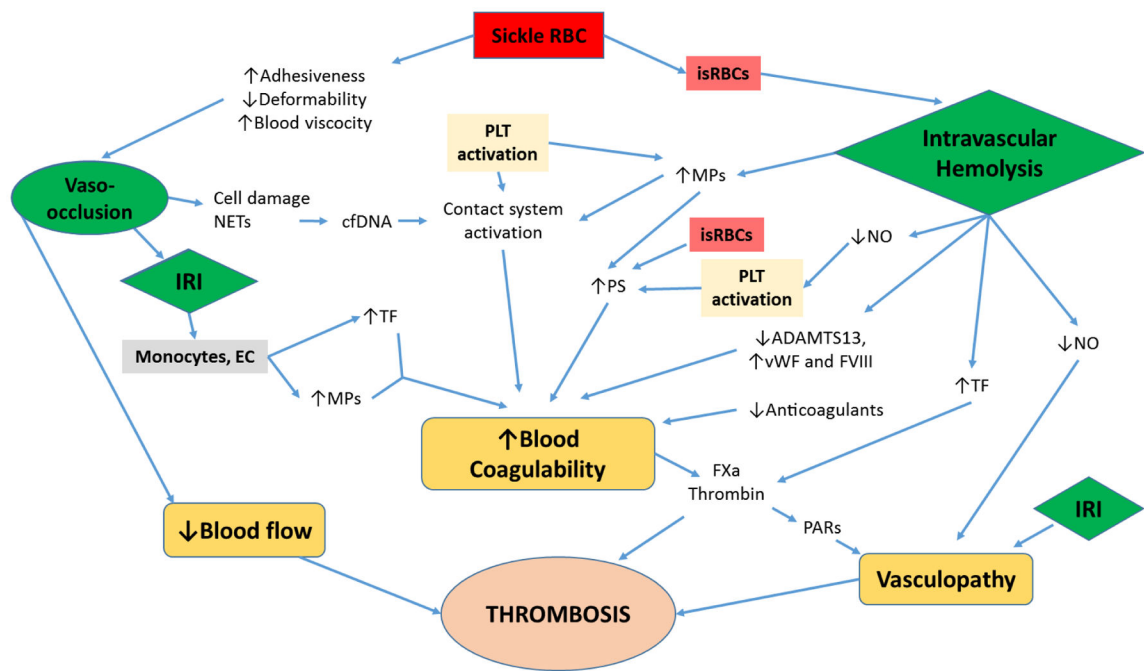 Sickle RBC
isRBCs
↑Adhesiveness
↓Deformability
↑Blood viscocity
PLT
activation
Intravascular
Hemolysis
Vaso-
occlusion
Cell damage
NETs
cfDNA
Contact system
activation
↑MPs
isRBCs
↓NO
IRI
↑PS
PLT
activation
↑TF
Monocytes, EC
↓ADAMTS13,
↑vWF and FVIII
↓NO
↑MPs
↑TF
↓Anticoagulants
↑Blood
Coagulability
FXa
Thrombin
IRI
↓Blood flow
PARs
Vasculopathy
THROMBOSIS